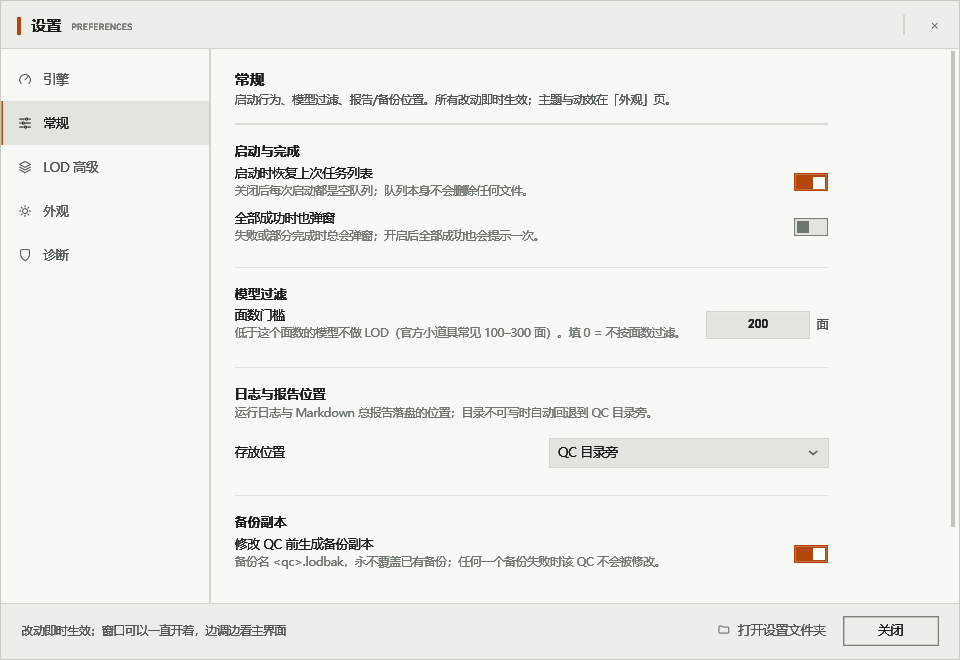 设置 PREFERENCES
引擎
常规
LOD 高级
外观
诊断
常规
启动行为、模型过滤、报告/备份位置。所有改动即时生效；主题与动效在「外观」页。
启动与完成
启动时恢复上次任务列表
关闭后每次启动都是空队列；队列本身不会删除任何文件。
全部成功时也弹窗
失败或部分完成时总会弹窗；开启后全部成功也会提示一次。
模型过滤
面数门槛
低于这个面数的模型不做 LOD（官方小道具常见 100–300 面）。填 0 = 不按面数过滤。
200 面
日志与报告位置
运行日志与 Markdown 总报告落盘的位置；目录不可写时自动回退到 QC 目录旁。
存放位置
QC 目录旁
备份副本
修改 QC 前生成备份副本
备份名 <qc>.lodbak，永不覆盖已有备份；任何一个备份失败时该 QC 不会被修改。
改动即时生效；窗口可以一直开着，边调边看主界面
打开设置文件夹
关闭